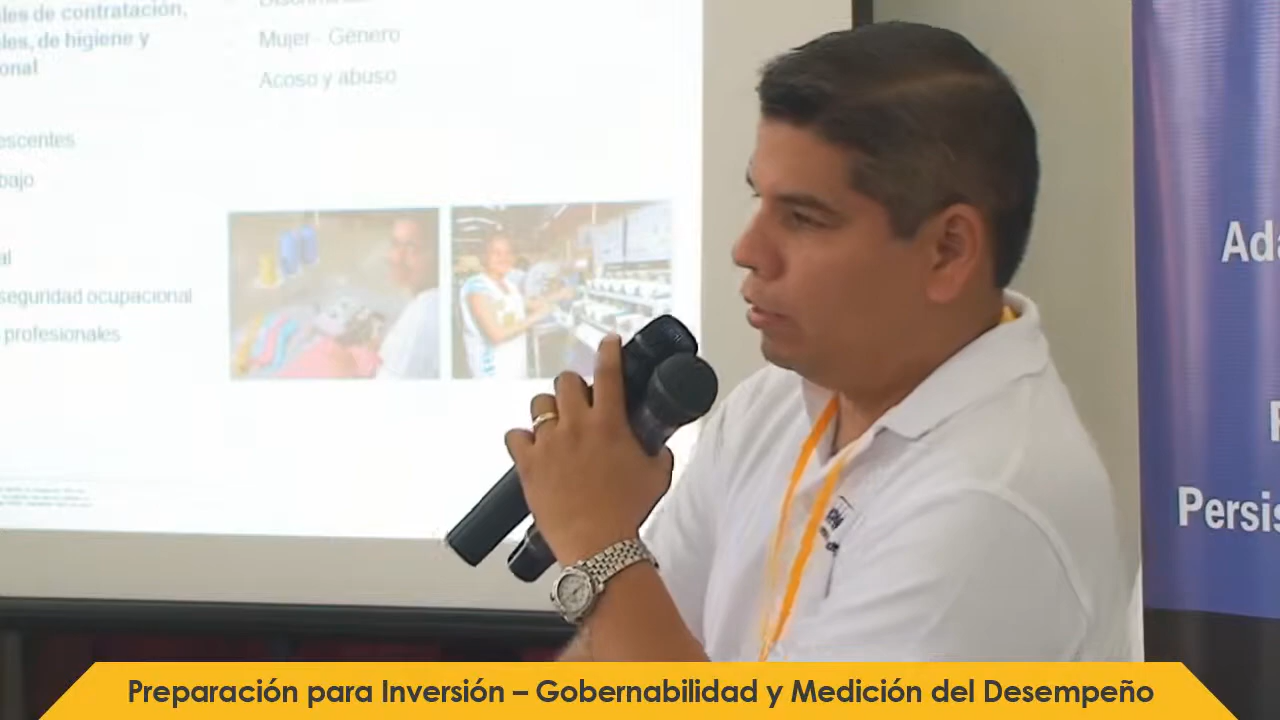 les de contratación,
les, de higiene y
onal
Mujer - Género
Acoso y abuso
escentes
bajo
al
seguridad ocupacional
profesionales
Ada
Persis
Preparación para Inversión – Gobernabilidad y Medición del Desempeño